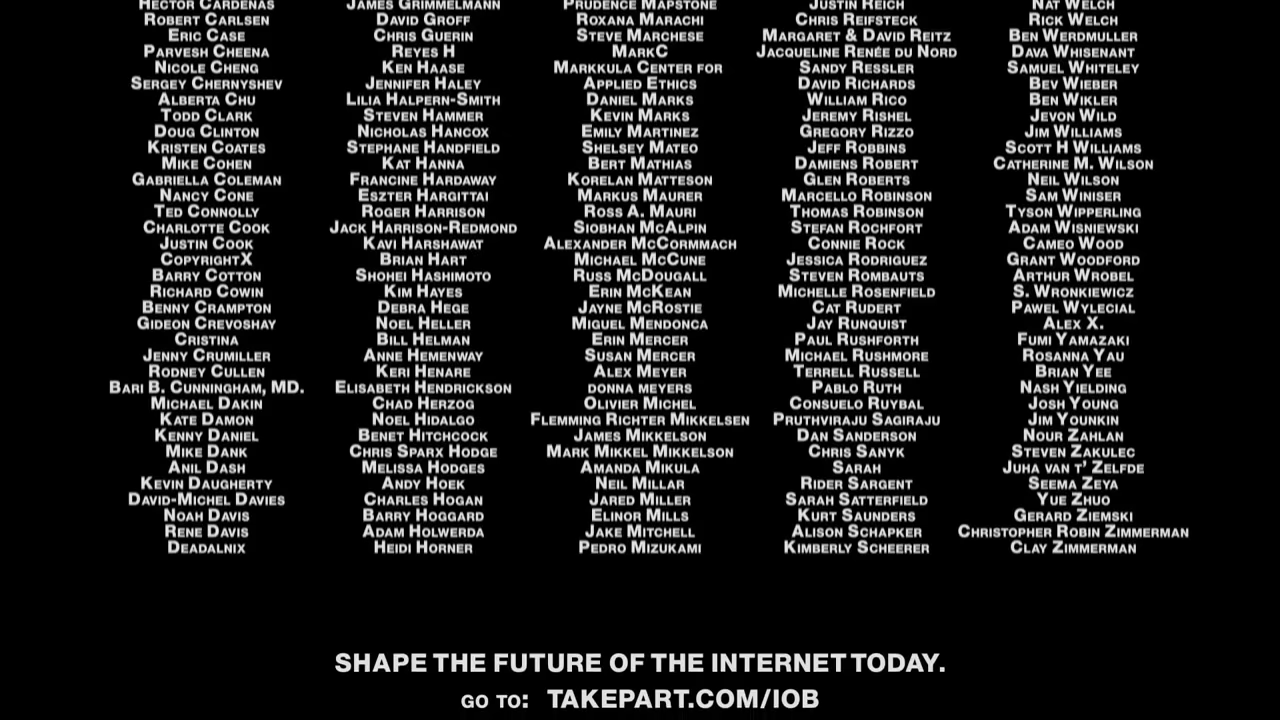 Hector Cardenas
Robert Carlsen
Eric Case
Parvesh Cheena
Nicole Cheng
Sergey Chernyshev
Alberta Chu
Todd Clark
Doug Clinton
Kristen Coates
Mike Cohen
Gabriella Coleman
Nancy Cone
Ted Connolly
Charlotte Cook
Justin Cook
CopyrightX
Barry Cotton
Richard Cowin
Benny Crampton
Gideon Crevoshay
Cristina
Jenny Crumiller
Rodney Cullen
Bari B. Cunningham, MD.
Michael Dakin
Kate Damon
Kenny Daniel
Mike Dank
Anil Dash
Kevin Daugherty
David-Michel Davies
Noah Davis
Rene Davis
Deadalnix
James Grimmelmann
David Groff
Chris Guerin
Reyes H
Ken Haase
Jennifer Haley
Lilia Halpern-Smith
Steven Hammer
Nicholas Hancox
Stephane Handfield
Kat Hanna
Francine Hardaway
Eszter Hargittai
Roger Harrison
Jack Harrison-Redmond
Kavi Harshawat
Brian Hart
Shohei Hashimoto
Kim Hayes
Debra Hege
Noel Heller
Bill Helman
Anne Hemenway
Keri Henare
Elisabeth Hendrickson
Chad Herzog
Noel Hidalgo
Benet Hitchcock
Chris Sparx Hodge
Melissa Hodges
Andy Hoek
Charles Hogan
Barry Hoggard
Adam Holwerda
Heidi Horner
Prudence Mapstone
Roxana Marachi
Steve Marchese
MarkC
Markkula Center for
Applied Ethics
Daniel Marks
Kevin Marks
Emily Martinez
Shelsey Mateo
Bert Mathias
Korelan Matteson
Markus Maurer
Ross A. Mauri
Siobhan McAlpin
Alexander McCormmach
Michael McCune
Russ McDougall
Erin McKean
Jayne McRostie
Miguel Mendonca
Erin Mercer
Susan Mercer
Alex Meyer
donna meyers
Olivier Michel
Flemming Richter Mikkelsen
James Mikkelson
Mark Mikkel Mikkelson
Amanda Mikula
Neil Millar
Jared Miller
Elinor Mills
Jake Mitchell
Pedro Mizukami
Justin Reich
Chris Reifsteck
Margaret & David Reitz
Jacqueline Renée du Nord
Sandy Ressler
David Richards
William Rico
Jeremy Rishel
Gregory Rizzo
Jeff Robbins
Damiens Robert
Glen Roberts
Marcello Robinson
Thomas Robinson
Stefan Rochfort
Connie Rock
Jessica Rodriguez
Steven Rombauts
Michelle Rosenfield
Cat Rudert
Jay Runquist
Paul Rushforth
Michael Rushmore
Terrell Russell
Pablo Ruth
Consuelo Ruybal
Pruthviraju Sagiraju
Dan Sanderson
Chris Sanyk
Sarah
Rider Sargent
Sarah Satterfield
Kurt Saunders
Alison Schapker
Kimberly Scheerer
Nat Welch
Rick Welch
Ben Werdmuller
Dava Whisenant
Samuel Whiteley
Bev Wieber
Ben Wikler
Jevon Wild
Jim Williams
Scott H Williams
Catherine M. Wilson
Neil Wilson
Sam Winiser
Tyson Wipperling
Adam Wisniewski
Cameo Wood
Grant Woodford
Arthur Wrobel
S. Wronkiewicz
Pawel Wylecial
Alex X.
Fumi Yamazaki
Rosanna Yau
Brian Yee
Nash Yielding
Josh Young
Jim Younkin
Nour Zahlan
Steven Zakulec
Juha van t' Zelfde
Seema Zeya
Yue Zhuo
Gerard Ziemski
Christopher Robin Zimmerman
Clay Zimmerman
SHAPE THE FUTURE OF THE INTERNET TODAY.
GO TO: TAKEPART.COM/IOB